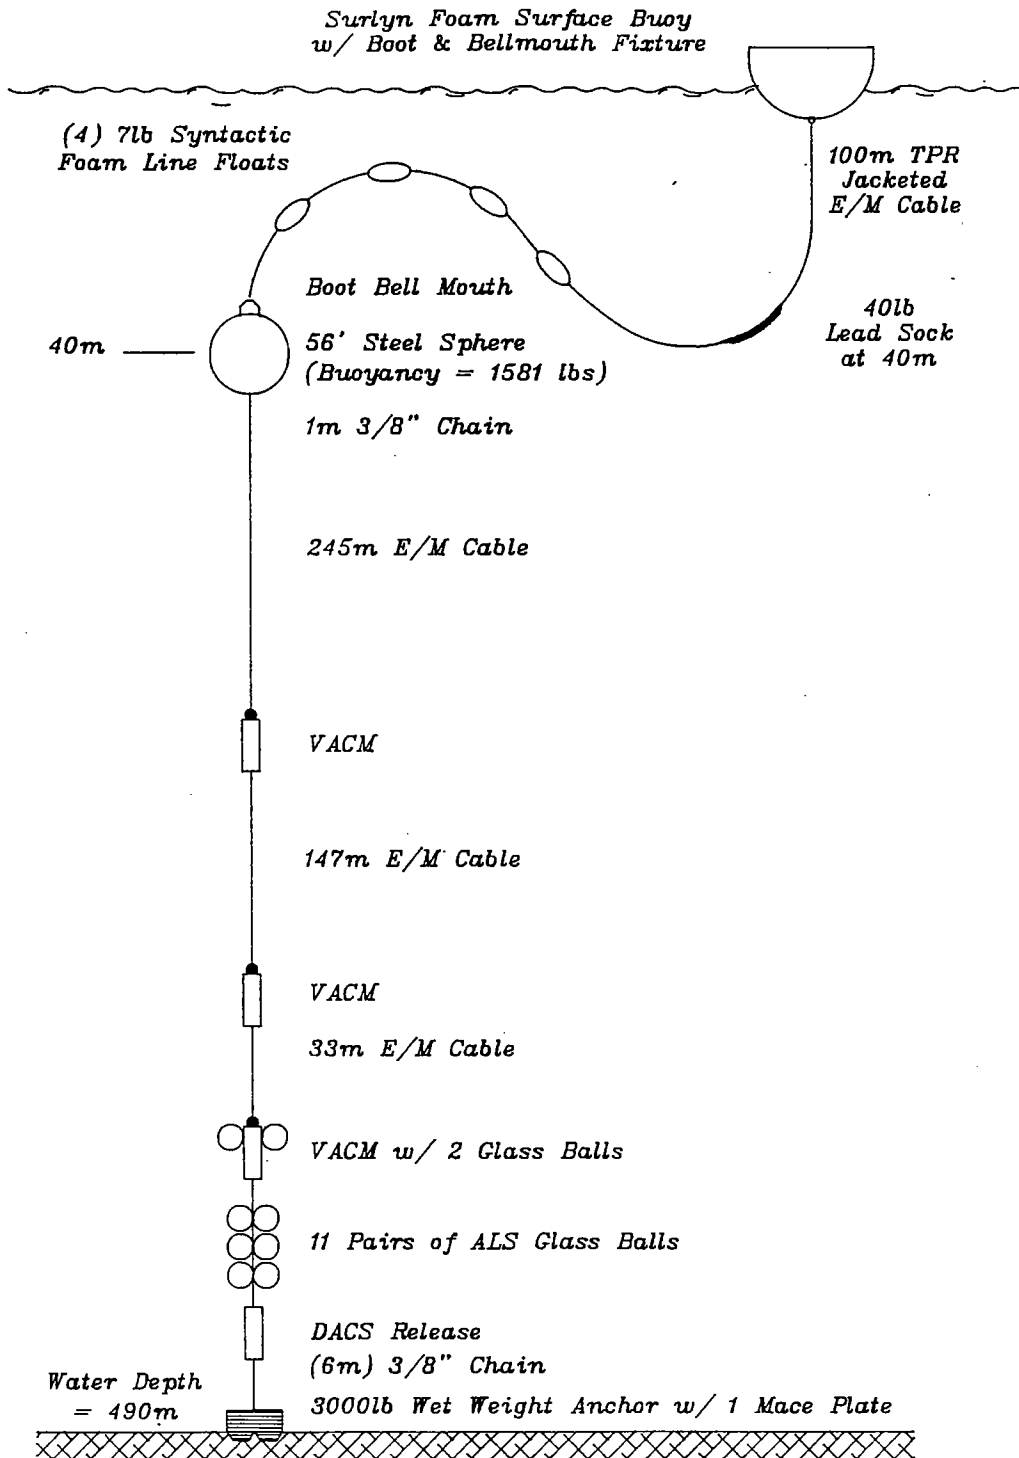 Surlyn Foam Surface Buoy
w/ Boot & Bellmouth Fixture
(4) 7lb Syntactic
Foam Line Floats
100m TPR
Jacketed
E/M Cable
Boot Bell Mouth
40lb
Lead Sock
at 40m
40m
56' Steel Sphere
(Buoyancy = 1581 lbs)
1m 3/8" Chain
245m E/M Cable
VACM
147m E/M Cable
VACM
33m E/M Cable
VACM w/ 2 Glass Balls
11 Pairs of ALS Glass Balls
DACS Release
(6m) 3/8" Chain
Water Depth
= 490m
3000lb Wet Weight Anchor w/ 1 Mace Plate